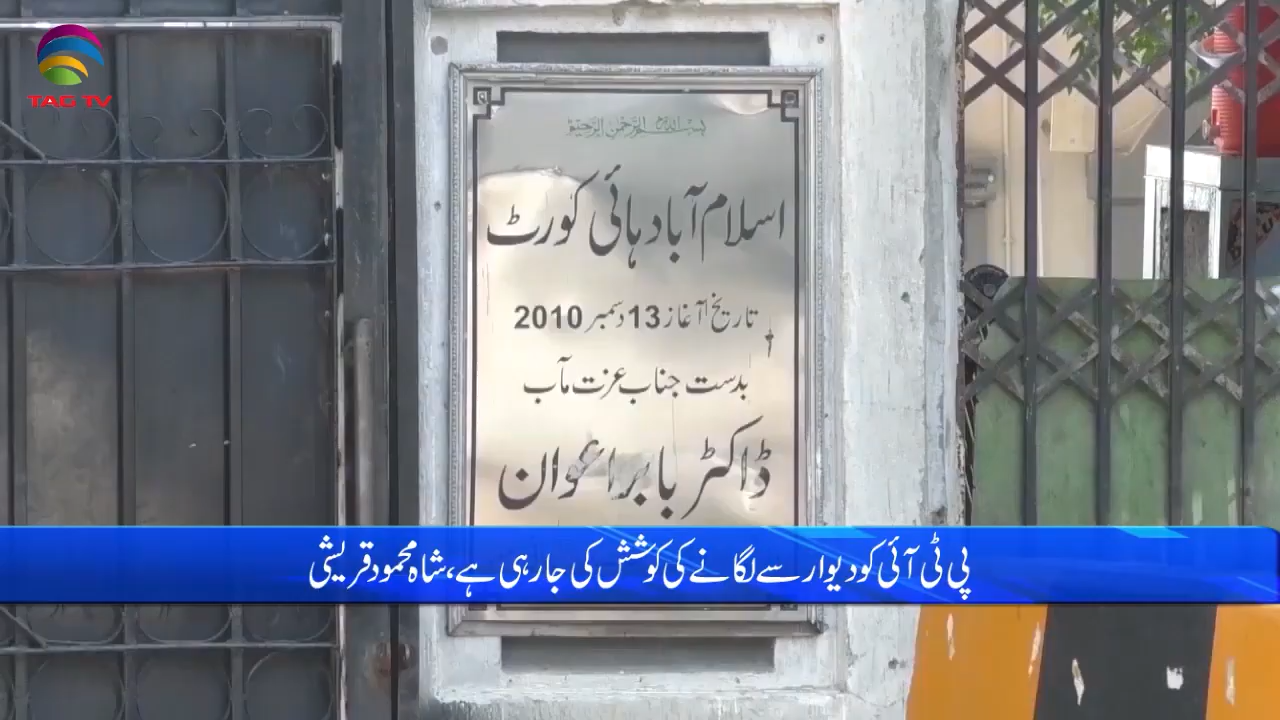 TAG TV
بسم اللہ الرحمٰن الرحیم
اسلام آباد ہائی کورٹ
تاریخ آغاز 13 دسمبر 2010
بدست جناب عزت مآب
ڈاکٹر بابر اعوان
پی ٹی آئی کو دیوار سے لگانے کی کوشش کی جا رہی ہے، شاہ محمود قریشی